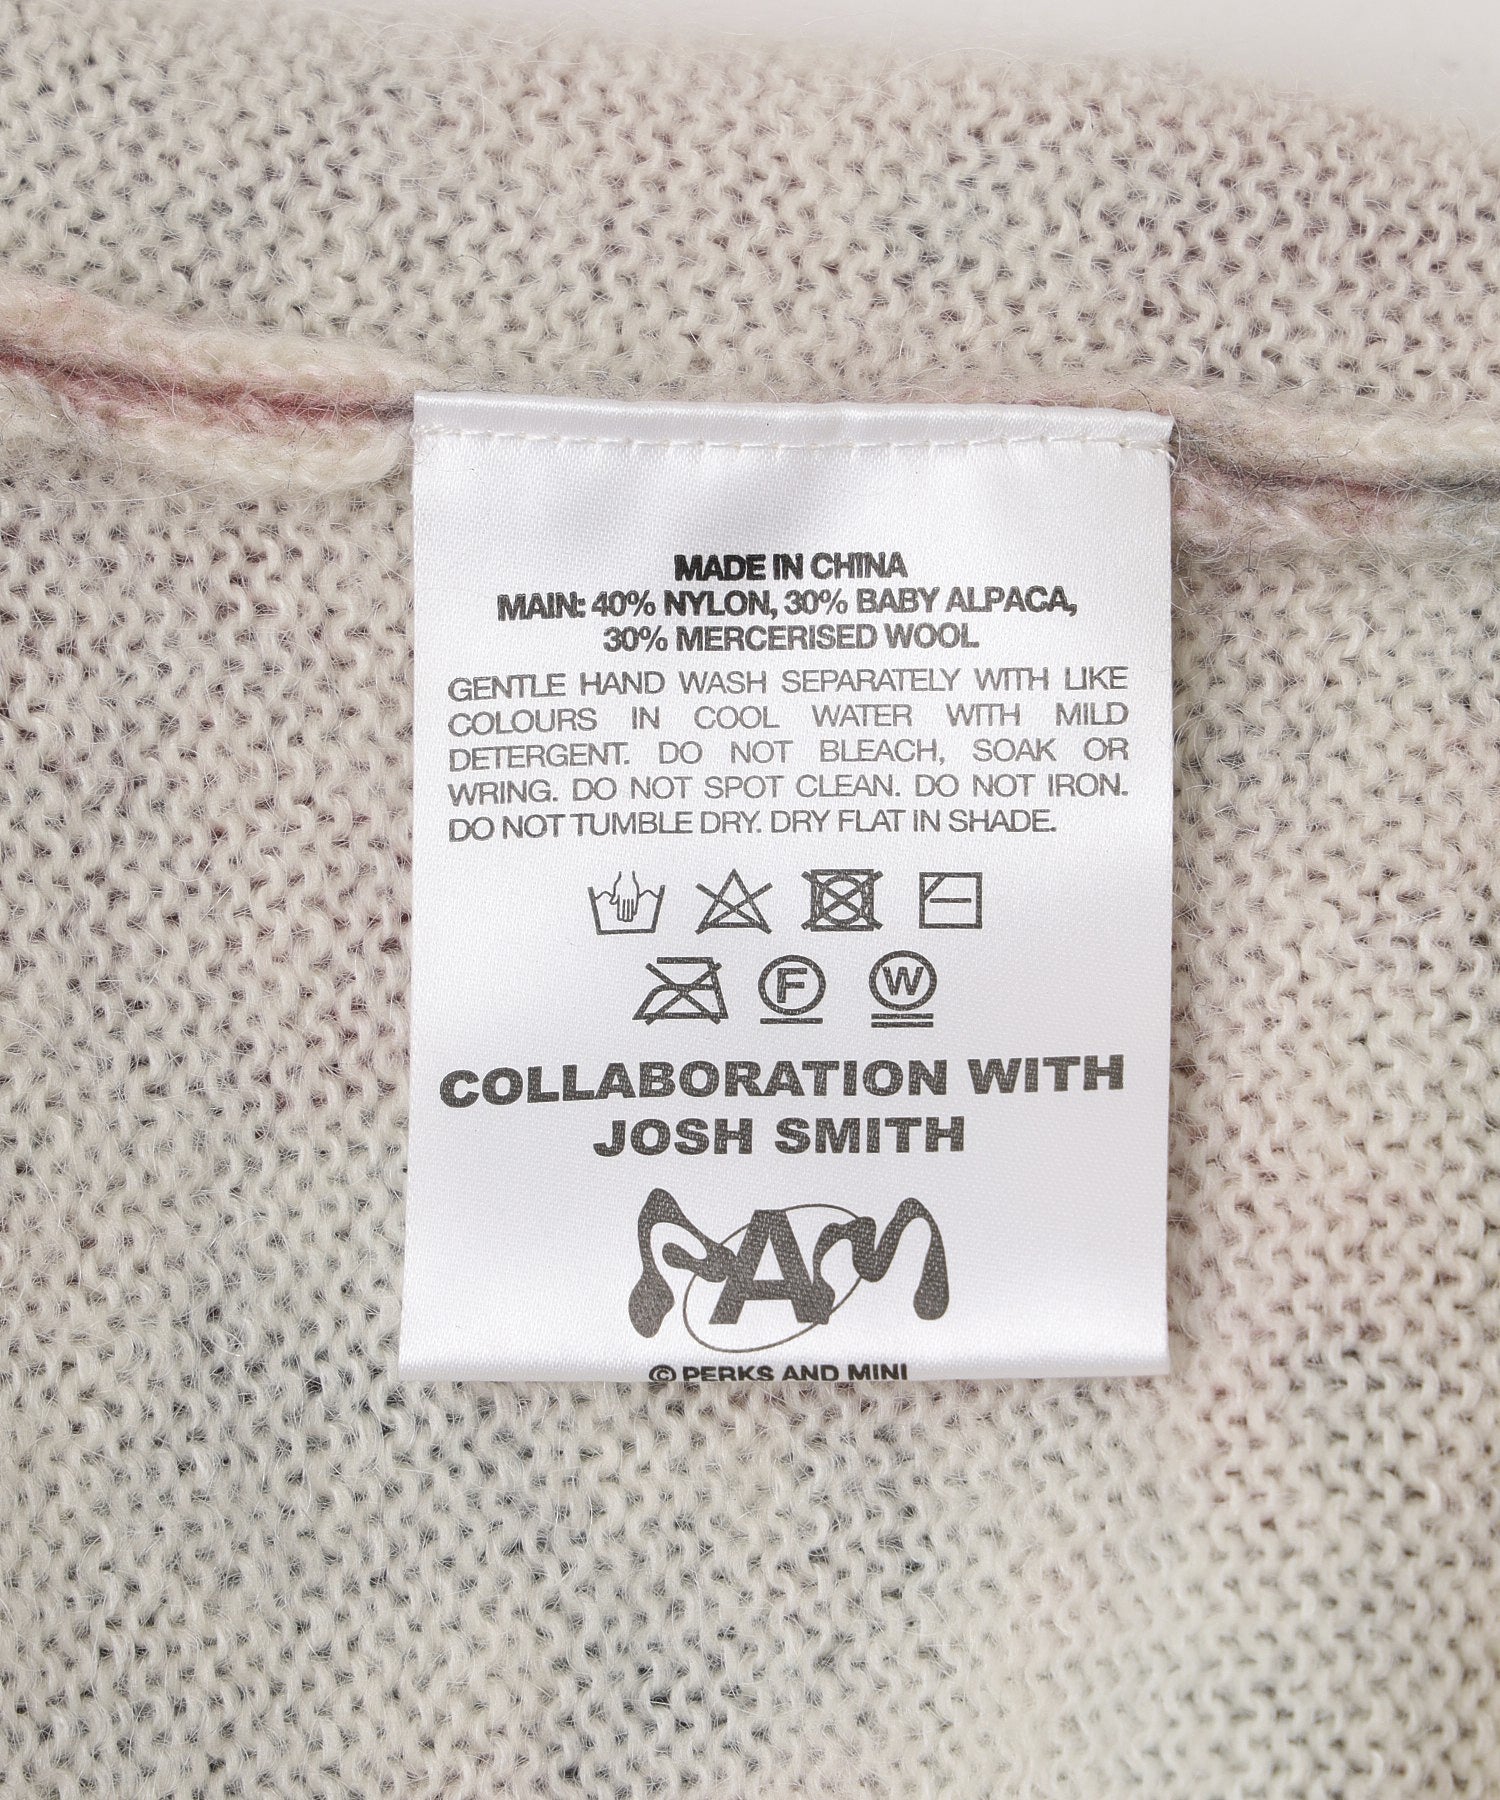 MADE IN CHINA
MAIN: 40% NYLON, 30% BABY ALPACA,
30% MERCERISED WOOL
GENTLE HAND WASH SEPARATELY WITH LIKE
COLOURS IN COOL WATER WITH MILD
DETERGENT. DO NOT BLEACH, SOAK OR
WRING. DO NOT SPOT CLEAN. DO NOT IRON.
DO NOT TUMBLE DRY. DRY FLAT IN SHADE.
F W
COLLABORATION WITH
JOSH SMITH
PAM
© PERKS AND MINI